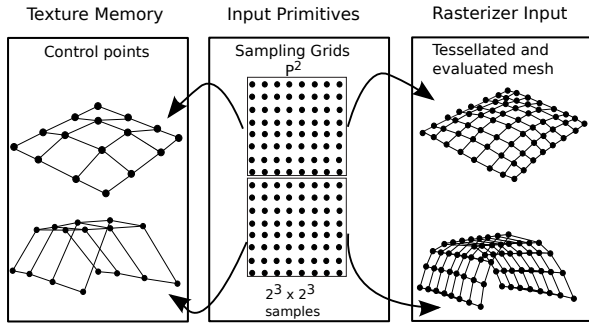 Texture Memory
Input Primitives
Rasterizer Input
Control points
Sampling Grids
P²
Tessellated and
evaluated mesh
2³ x 2³
samples